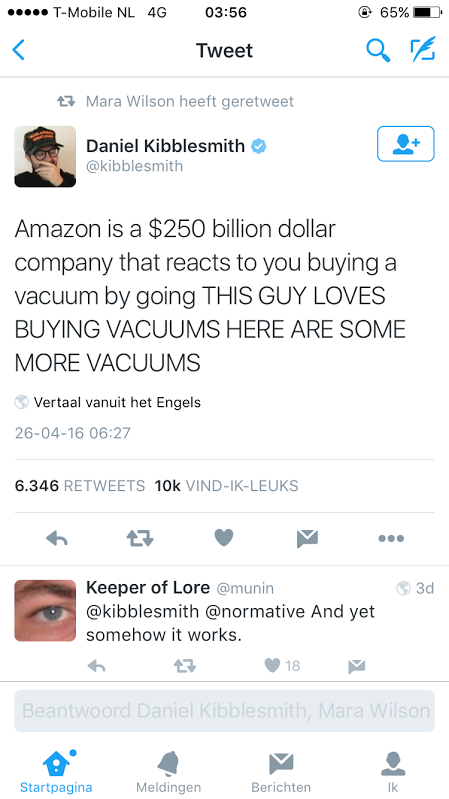 T-Mobile NL 4G 03:56 65%
Tweet
Mara Wilson heeft geretweet
Daniel Kibblesmith
@kibblesmith
Amazon is a $250 billion dollar
company that reacts to you buying a
vacuum by going THIS GUY LOVES
BUYING VACUUMS HERE ARE SOME
MORE VACUUMS
Vertaal vanuit het Engels
26-04-16 06:27
6.346 RETWEETS 10k VIND-IK-LEUKS
Keeper of Lore @munin 3d
@kibblesmith @normative And yet
somehow it works.
18
Beantwoord Daniel Kibblesmith, Mara Wilson
Startpagina Meldingen Berichten Ik